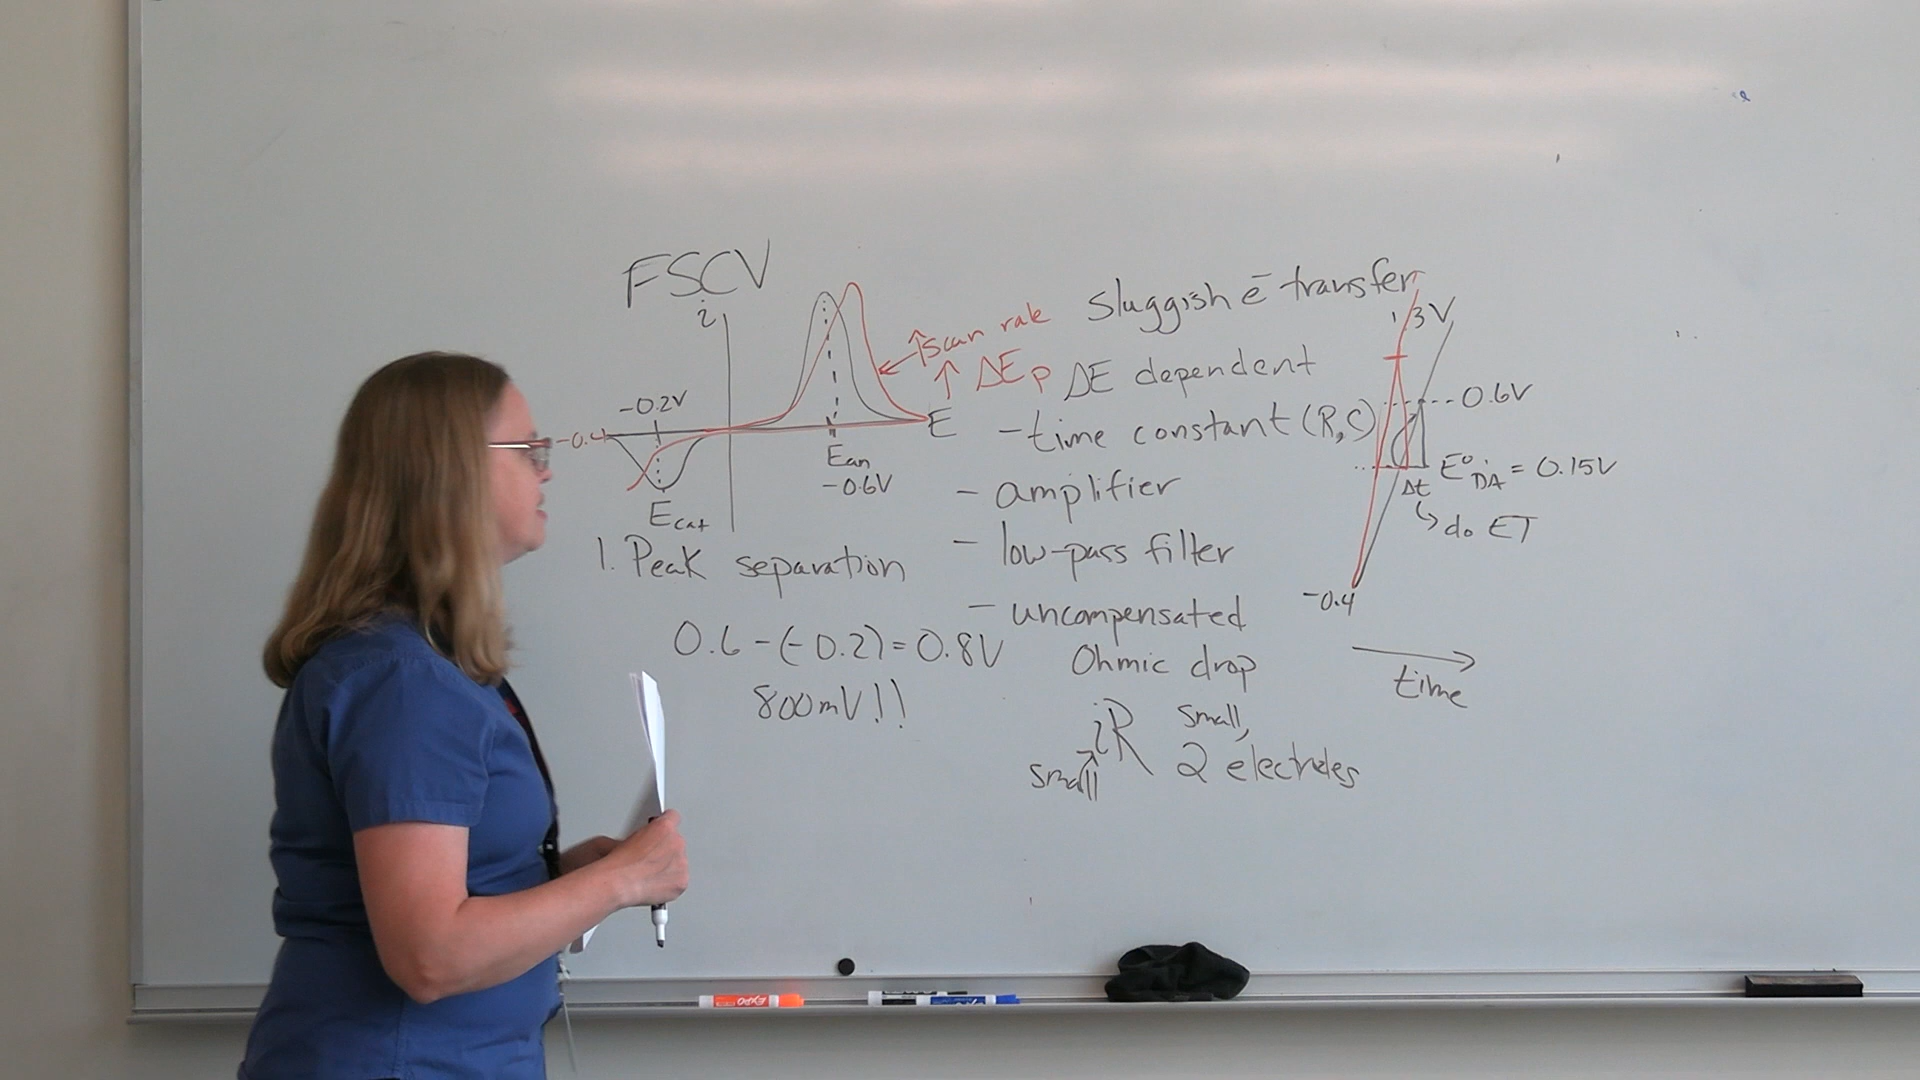 FSCV
i
-0.2V
-0.4
E
Ean
~0.6V
Ecat
1. Peak separation
0.6-(-0.2)=0.8V
800mV!!
↑scan rate
↑ ΔEp
Sluggish e⁻ transfer
ΔE dependent
- time constant (R,C)
- amplifier
- low-pass filter
- uncompensated
Ohmic drop
iR
small
small,
2 electrodes
1.3V
0.6V
E°DA = 0.15V
Δt
↳ do ET
-0.4
time
EXPO